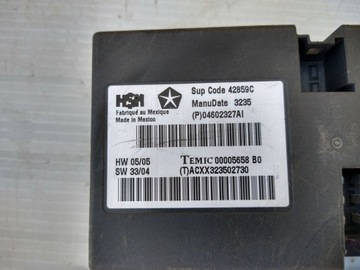 HSM
Fabriqué au Mexique
Made in Mexico
Sup Code 42859C
ManuDate 3235
(P)04602327AI
HW 05/05
SW 33/04
TEMIC 00005658 B0
(T)ACXX323502730